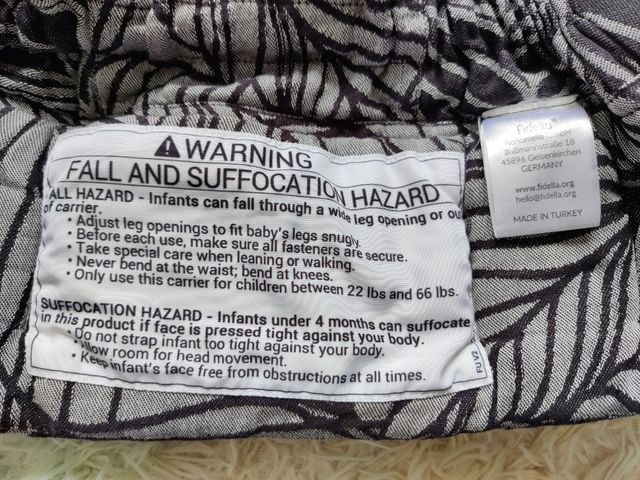 ⚠ WARNING
FALL AND SUFFOCATION HAZARD
ALL HAZARD - Infants can fall through a wide leg opening or out
of carrier.
• Adjust leg openings to fit baby's legs snugly.
• Before each use, make sure all fasteners are secure.
• Take special care when leaning or walking.
• Never bend at the waist; bend at knees.
• Only use this carrier for children between 22 lbs and 66 lbs.
SUFFOCATION HAZARD - Infants under 4 months can suffocate
in this product if face is pressed tight against your body.
• Do not strap infant too tight against your body.
• Allow room for head movement.
• Keep infant's face free from obstructions at all times.
FU V2
Fidella
Nonomella GmbH
Bußmannstraße 18
45896 Gelsenkirchen
GERMANY
www.fidella.org
hello@fidella.org
MADE IN TURKEY